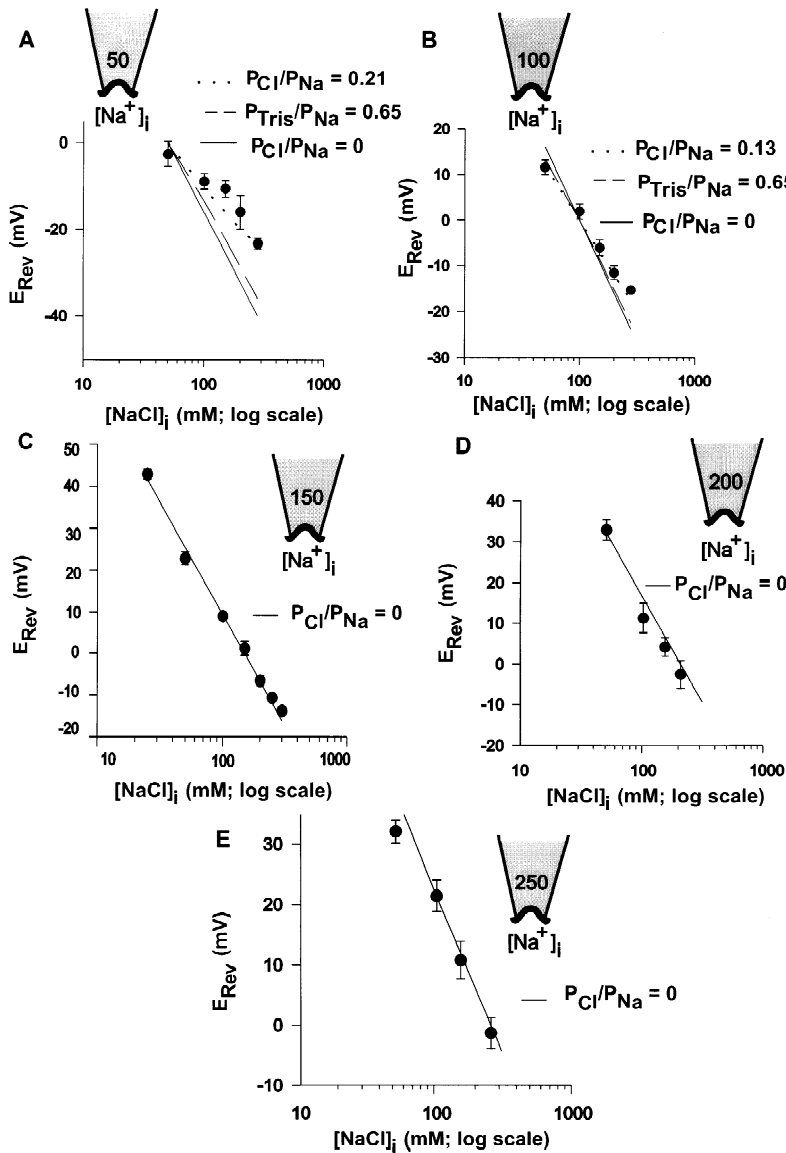 A
50
[Na+]i
PCl/PNa = 0.21
PTris/PNa = 0.65
PCl/PNa = 0
0
-20
-40
ERev (mV)
10 100 1000
[NaCl]i (mM; log scale)
B
100
[Na+]i
PCl/PNa = 0.13
PTris/PNa = 0.65
PCl/PNa = 0
20
10
0
-10
-20
-30
ERev (mV)
10 100 1000
[NaCl]i (mM; log scale)
C
150
[Na+]i
PCl/PNa = 0
50
40
30
20
10
0
-10
-20
ERev (mV)
10 100 1000
[NaCl]i (mM; log scale)
D
200
[Na+]i
PCl/PNa = 0
40
30
20
10
0
-10
-20
ERev (mV)
10 100 1000
[NaCl]i (mM; log scale)
E
250
[Na+]i
PCl/PNa = 0
30
20
10
0
-10
ERev (mV)
10 100 1000
[NaCl]i (mM; log scale)